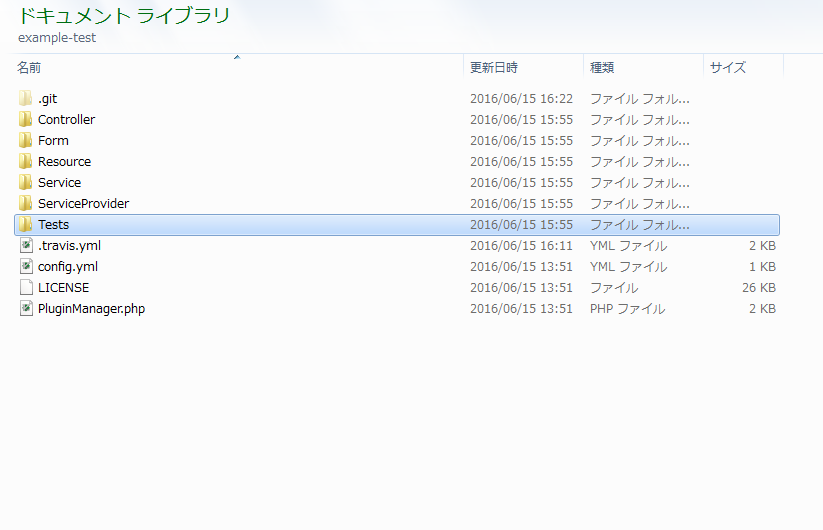 ドキュメント ライブラリ
example-test
名前 更新日時 種類 サイズ
.git 2016/06/15 16:22 ファイル フォル...
Controller 2016/06/15 15:55 ファイル フォル...
Form 2016/06/15 15:55 ファイル フォル...
Resource 2016/06/15 15:55 ファイル フォル...
Service 2016/06/15 15:55 ファイル フォル...
ServiceProvider 2016/06/15 15:55 ファイル フォル...
Tests 2016/06/15 15:55 ファイル フォル...
.travis.yml 2016/06/15 16:11 YML ファイル 2 KB
config.yml 2016/06/15 13:51 YML ファイル 1 KB
LICENSE 2016/06/15 13:51 ファイル 26 KB
PluginManager.php 2016/06/15 13:51 PHP ファイル 2 KB